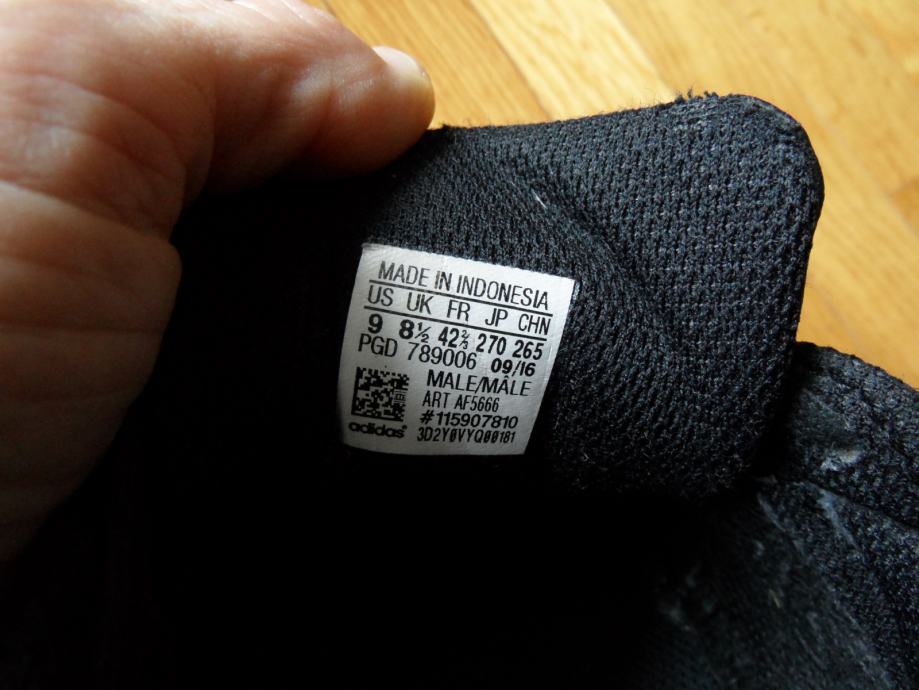 MADE IN INDONESIA
US UK FR JP CHN
9 8½ 42⅔ 270 265
PGD 789006 09/16
MALE/MÂLE
ART AF5666
#115907810
adidas® 3D2Y0VYQ00181